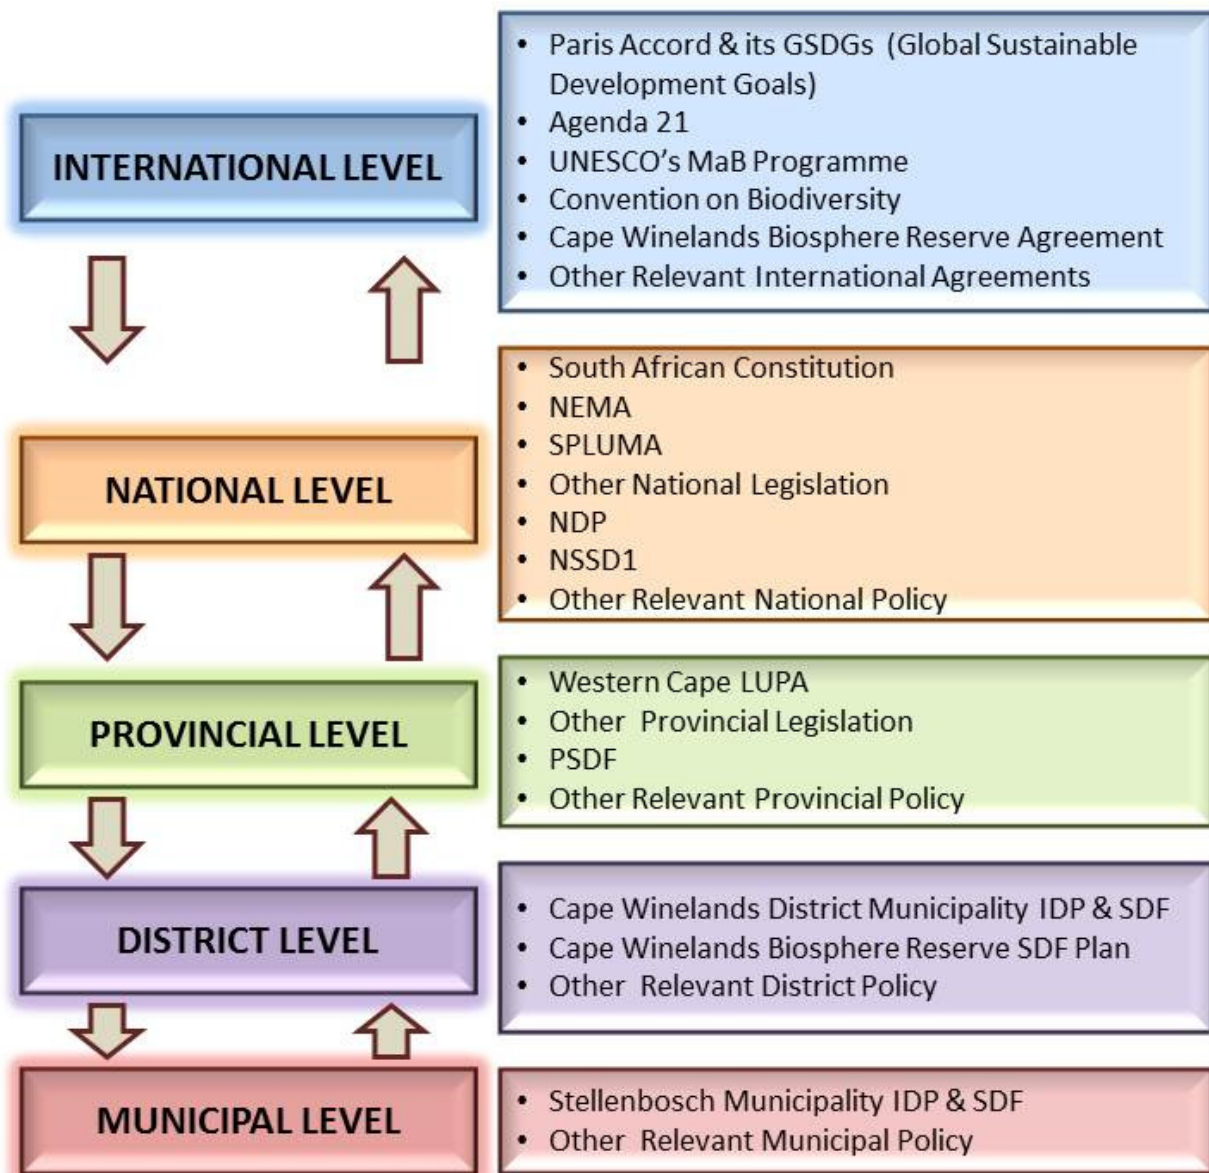 INTERNATIONAL LEVEL
• Paris Accord & its GSDGs (Global Sustainable
Development Goals)
• Agenda 21
• UNESCO's MaB Programme
• Convention on Biodiversity
• Cape Winelands Biosphere Reserve Agreement
• Other Relevant International Agreements
NATIONAL LEVEL
• South African Constitution
• NEMA
• SPLUMA
• Other National Legislation
• NDP
• NSSD1
• Other Relevant National Policy
PROVINCIAL LEVEL
• Western Cape LUPA
• Other Provincial Legislation
• PSDF
• Other Relevant Provincial Policy
DISTRICT LEVEL
• Cape Winelands District Municipality IDP & SDF
• Cape Winelands Biosphere Reserve SDF Plan
• Other Relevant District Policy
MUNICIPAL LEVEL
• Stellenbosch Municipality IDP & SDF
• Other Relevant Municipal Policy